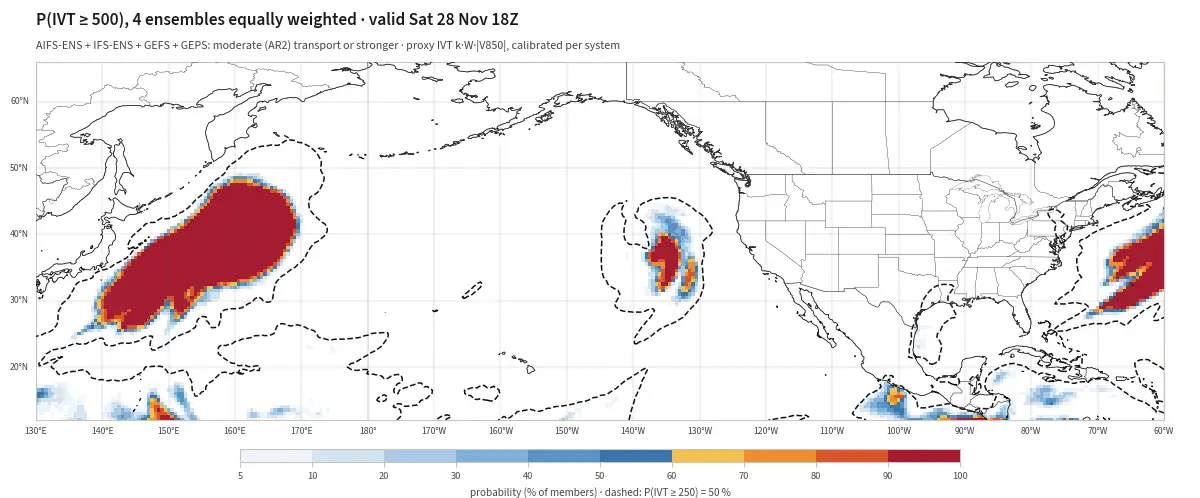 P(IVT ≥ 500), 4 ensembles equally weighted · valid Sat 28 Nov 18Z
AIFS-ENS + IFS-ENS + GEFS + GEPS: moderate (AR2) transport or stronger · proxy IVT k·W·|V850|, calibrated per system
60°N
50°N
40°N
30°N
20°N
130°E 140°E 150°E 160°E 170°E 180° 170°W 160°W 150°W 140°W 130°W 120°W 110°W 100°W 90°W 80°W 70°W 60°W
5 10 20 30 40 50 60 70 80 90 100
probability (% of members) · dashed: P(IVT ≥ 250) = 50 %